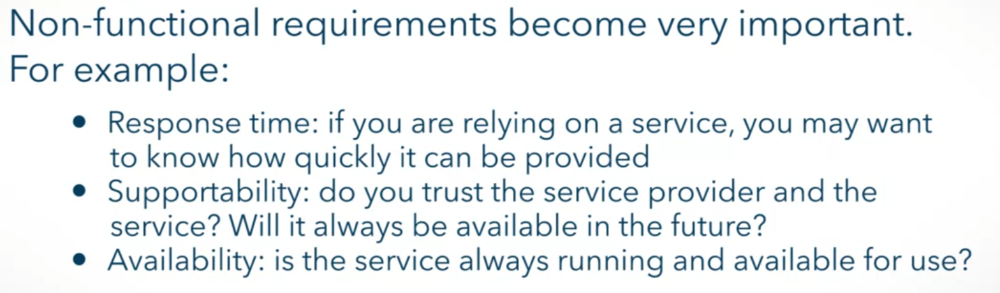 Non-functional requirements become very important.
For example:
• Response time: if you are relying on a service, you may want
to know how quickly it can be provided
• Supportability: do you trust the service provider and the
service? Will it always be available in the future?
• Availability: is the service always running and available for use?